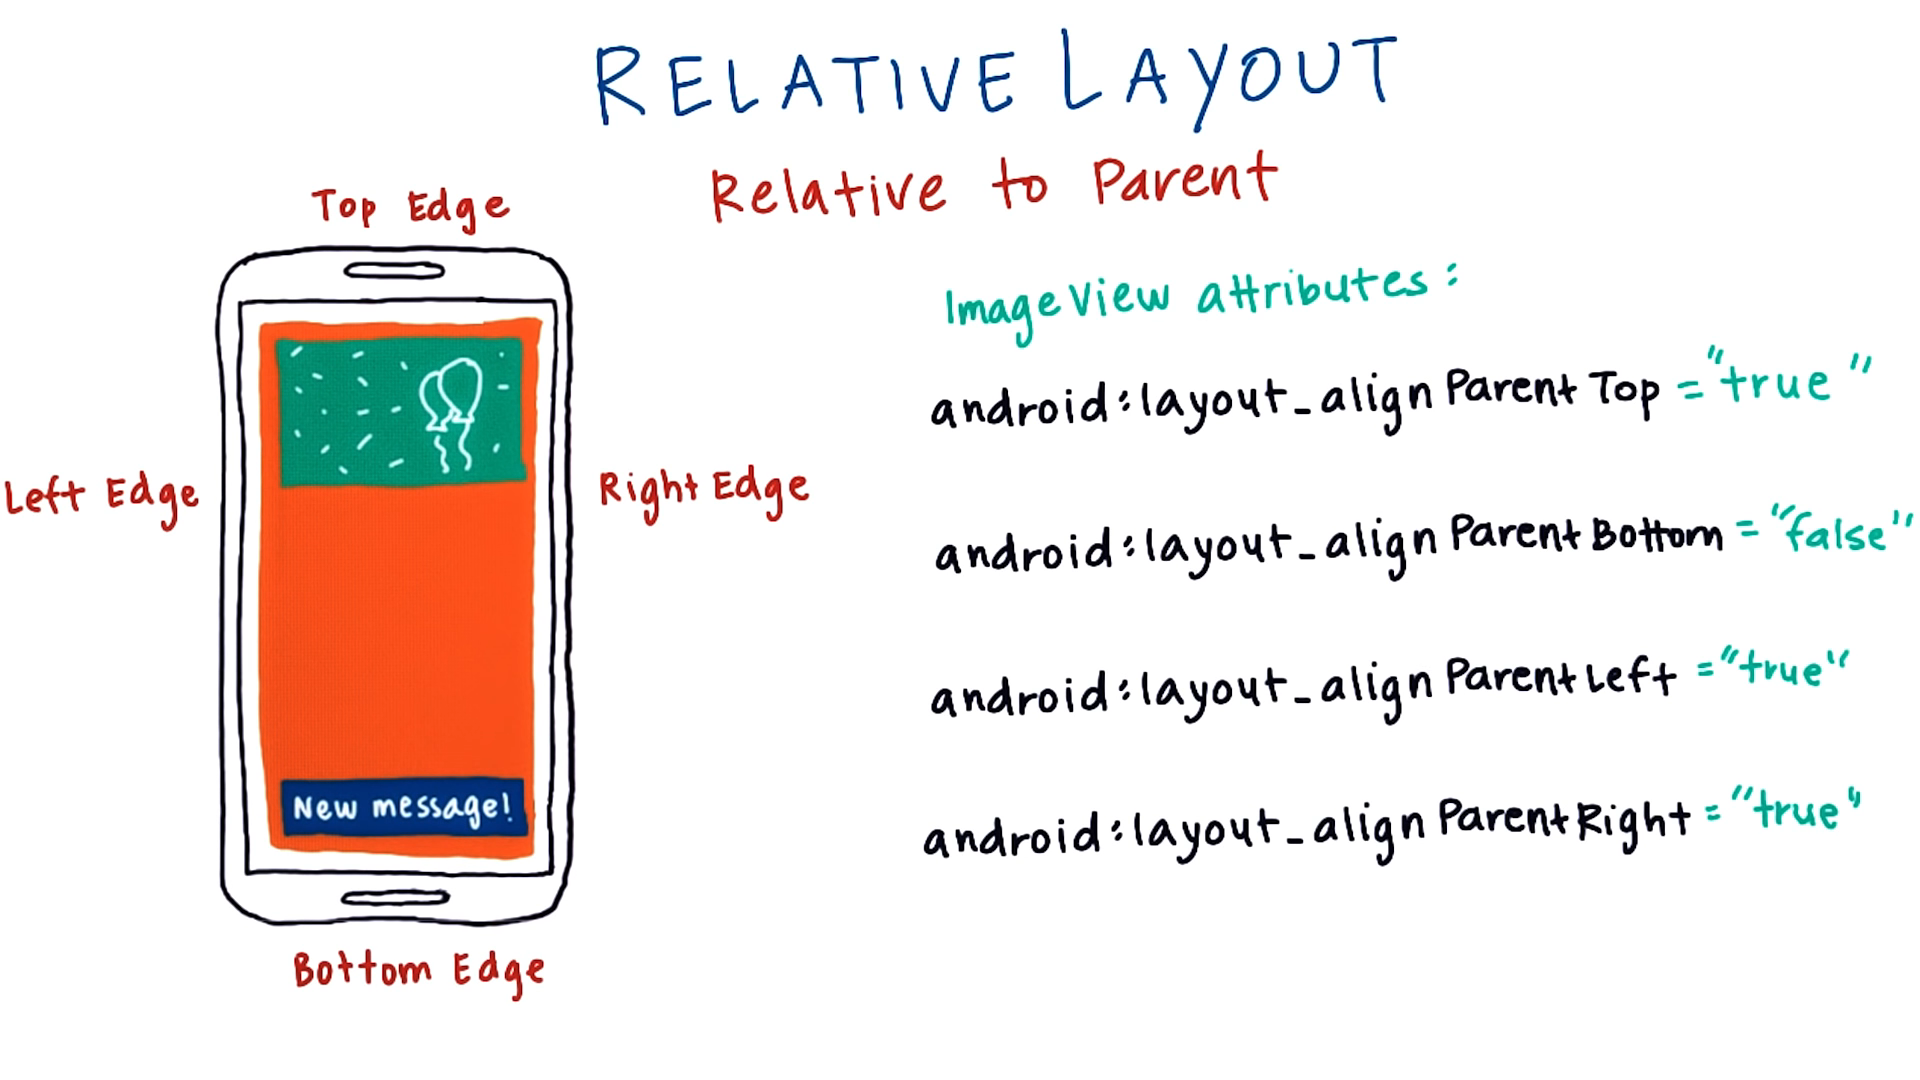 RELATIVE LAYOUT
Relative to Parent
Top Edge
Left Edge
Right Edge
New message!
Bottom Edge
ImageView attributes:
android:layout_alignParentTop="true"
android:layout_alignParentBottom="false"
android:layout_alignParentLeft="true"
android:layout_alignParentRight="true"